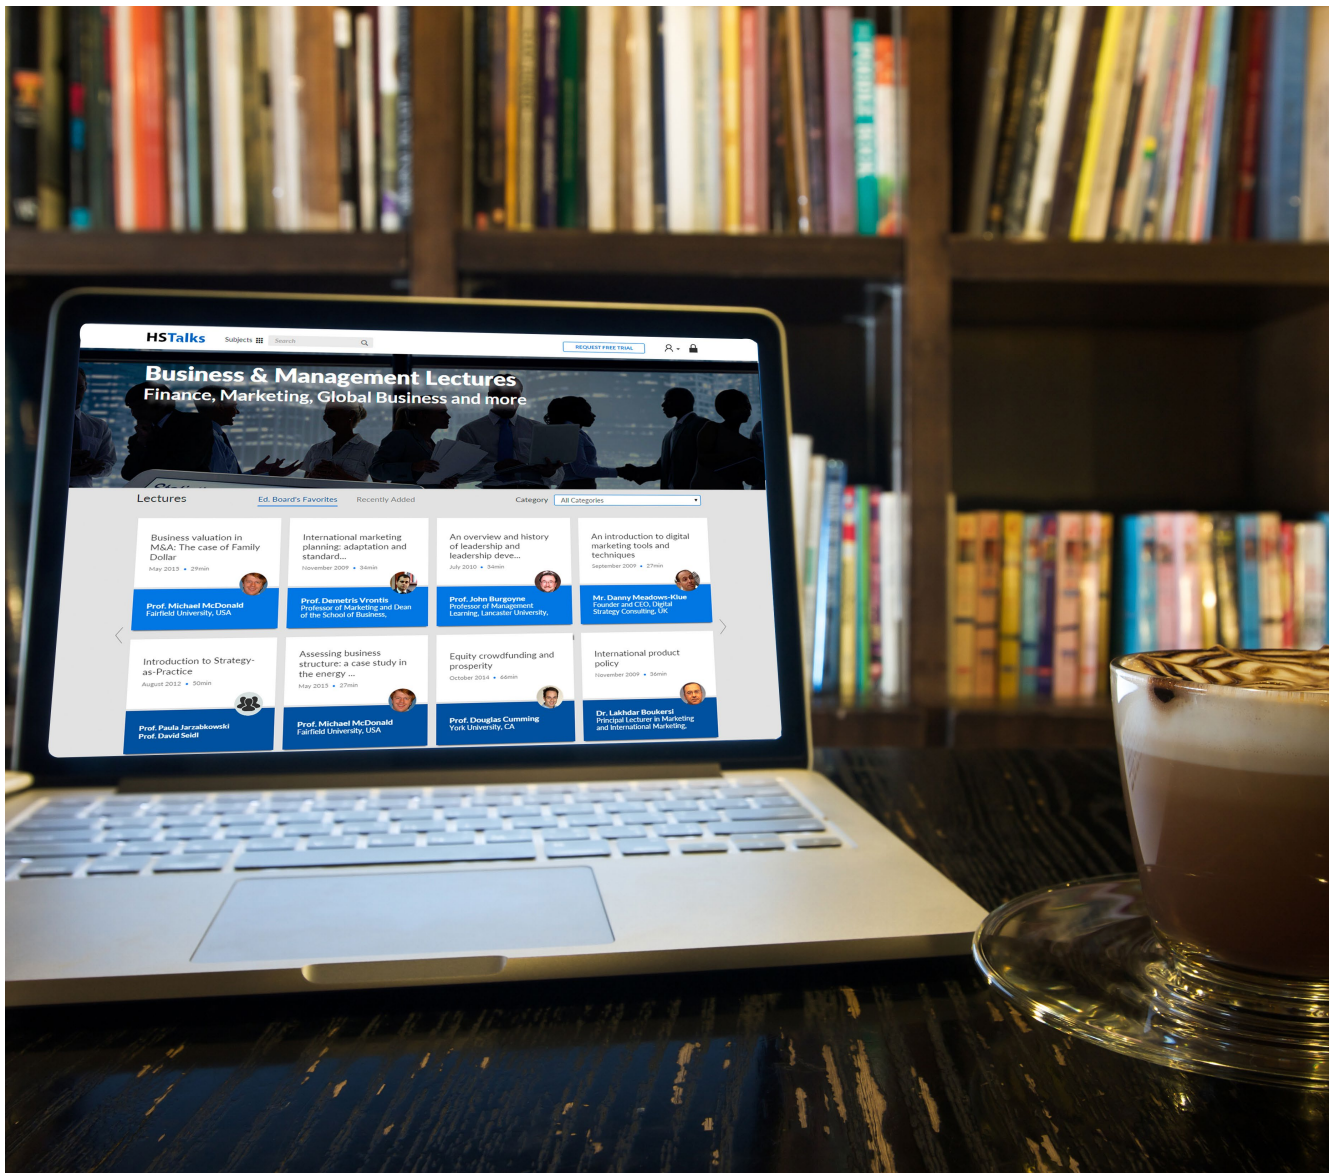 HSTalks
Subjects
Search
REQUEST FREE TRIAL
Business & Management Lectures
Finance, Marketing, Global Business and more
Lectures
Ed. Board's Favorites
Recently Added
Category
All Categories
Business valuation in
M&A: The case of Family
Dollar
May 2015 • 29min
Prof. Michael McDonald
Fairfield University, USA
International marketing
planning: adaptation and
standard...
November 2009 • 34min
Prof. Demetris Vrontis
Professor of Marketing and Dean
of the School of Business,
An overview and history
of leadership and
leadership deve...
July 2010 • 34min
Prof. John Burgoyne
Professor of Management
Learning, Lancaster University,
An introduction to digital
marketing tools and
techniques
September 2009 • 27min
Mr. Danny Meadows-Klue
Founder and CEO, Digital
Strategy Consulting, UK
Introduction to Strategy-
as-Practice
August 2012 • 50min
Prof. Paula Jarzabkowski
Prof. David Seidl
Assessing business
structure: a case study in
the energy ...
May 2015 • 27min
Prof. Michael McDonald
Fairfield University, USA
Equity crowdfunding and
prosperity
October 2014 • 66min
Prof. Douglas Cumming
York University, CA
International product
policy
November 2009 • 56min
Dr. Lakhdar Boukersi
Principal Lecturer in Marketing
and International Marketing,